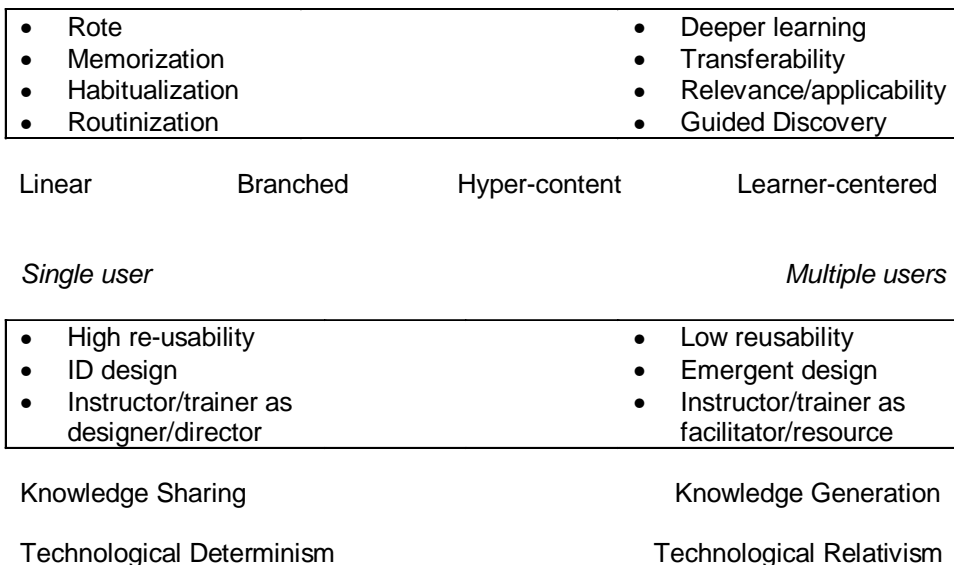 • Rote • Deeper learning
• Memorization • Transferability
• Habitualization • Relevance/applicability
• Routinization • Guided Discovery
Linear Branched Hyper-content Learner-centered
Single user Multiple users
• High re-usability • Low reusability
• ID design • Emergent design
• Instructor/trainer as • Instructor/trainer as
designer/director facilitator/resource
Knowledge Sharing Knowledge Generation
Technological Determinism Technological Relativism